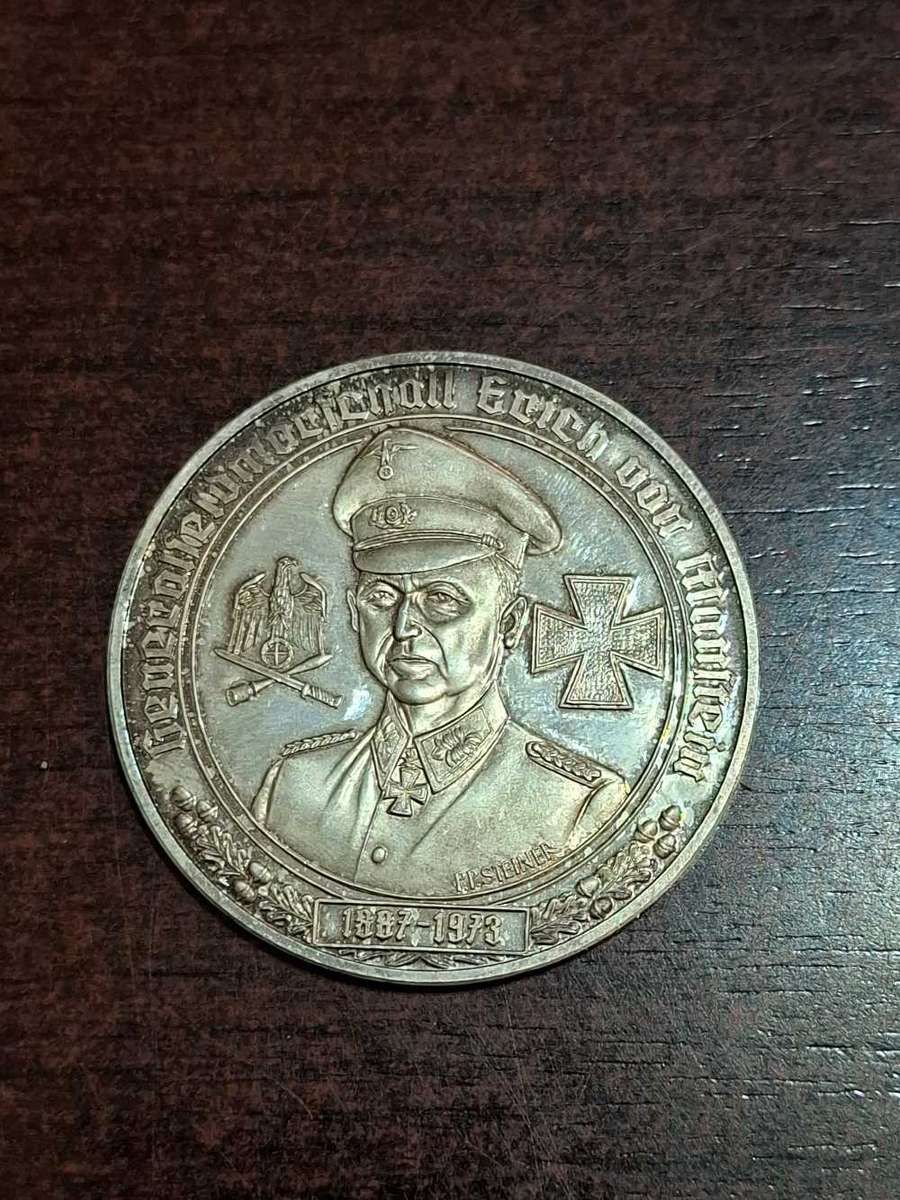 Generalfeldmarschall Erich von Manstein
H.P. STEINER
1887-1973